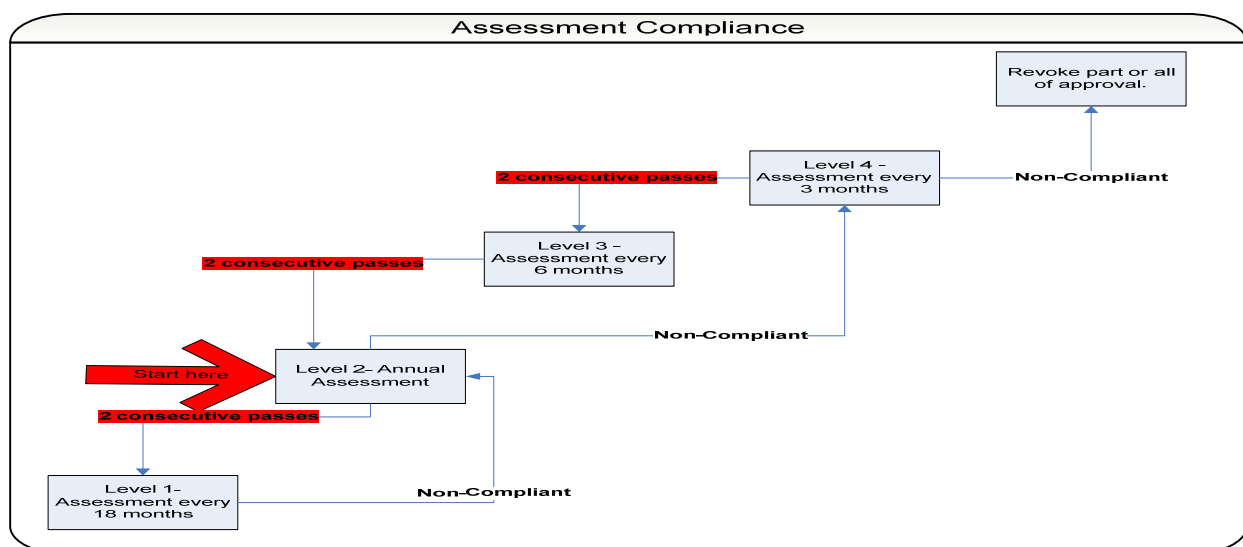 Assessment Compliance
Revoke part or all
of approval.
Level 4 -
Assessment every
3 months
2 consecutive passes
Non-Compliant
Level 3 -
Assessment every
6 months
2 consecutive passes
Non-Compliant
Start here
Level 2- Annual
Assessment
2 consecutive passes
Level 1-
Assessment every
18 months
Non-Compliant